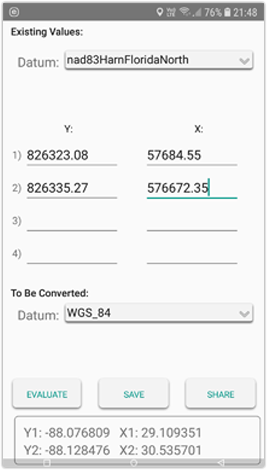 76% 21:48
Existing Values:
Datum: nad83HarnFloridaNorth
Y: X:
1) 826323.08 57684.55
2) 826335.27 576672.35
3)
4)
To Be Converted:
Datum: WGS_84
EVALUATE SAVE SHARE
Y1: -88.076809 X1: 29.109351
Y2: -88.128476 X2: 30.535701